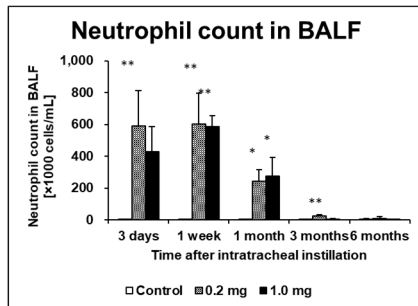 Neutrophil count in BALF
Neutrophil count in BALF
[×1000 cells/mL]
1,000
800
600
400
200
0
**
**
**
*
*
**
3 days 1 week 1 month 3 months 6 months
Time after intratracheal instillation
Control 0.2 mg 1.0 mg